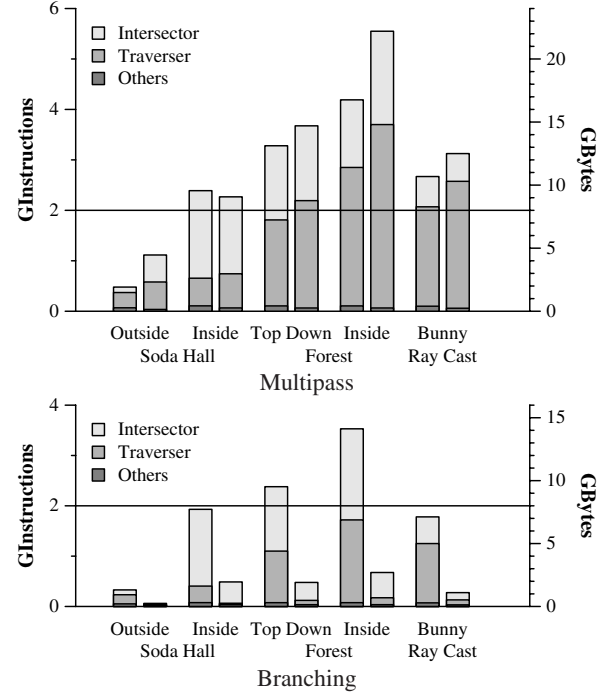 6
4
2
0
GInstructions
Intersector
Traverser
Others
20
15
10
5
0
GBytes
Outside Inside Top Down Inside Bunny
Soda Hall Forest Ray Cast
Multipass
4
2
0
GInstructions
Intersector
Traverser
Others
15
10
5
0
GBytes
Outside Inside Top Down Inside Bunny
Soda Hall Forest Ray Cast
Branching